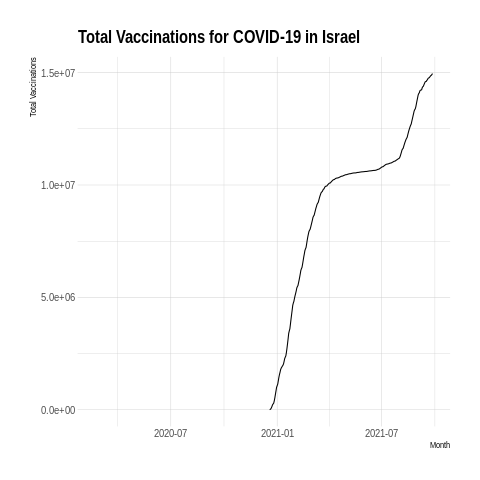 Total Vaccinations for COVID-19 in Israel
Total Vaccinations
1.5e+07
1.0e+07
5.0e+06
0.0e+00
2020-07
2021-01
2021-07
Month